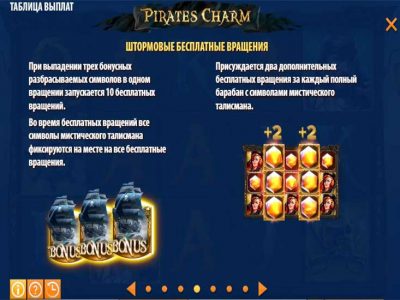 ТАБЛИЦА ВЫПЛАТ
PIRATES CHARM
X
ШТОРМОВЫЕ БЕСПЛАТНЫЕ ВРАЩЕНИЯ
При выпадении трех бонусных
разбрасываемых символов в одном
вращении запускается 10 бесплатных
вращений.
Во время бесплатных вращений все
символы мистического талисмана
фиксируются на месте на все бесплатные
вращения.
Присуждается два дополнительных
бесплатных вращения за каждый полный
барабан с символами мистического
талисмана.
+2 +2
BONUS BONUS BONUS
i ?